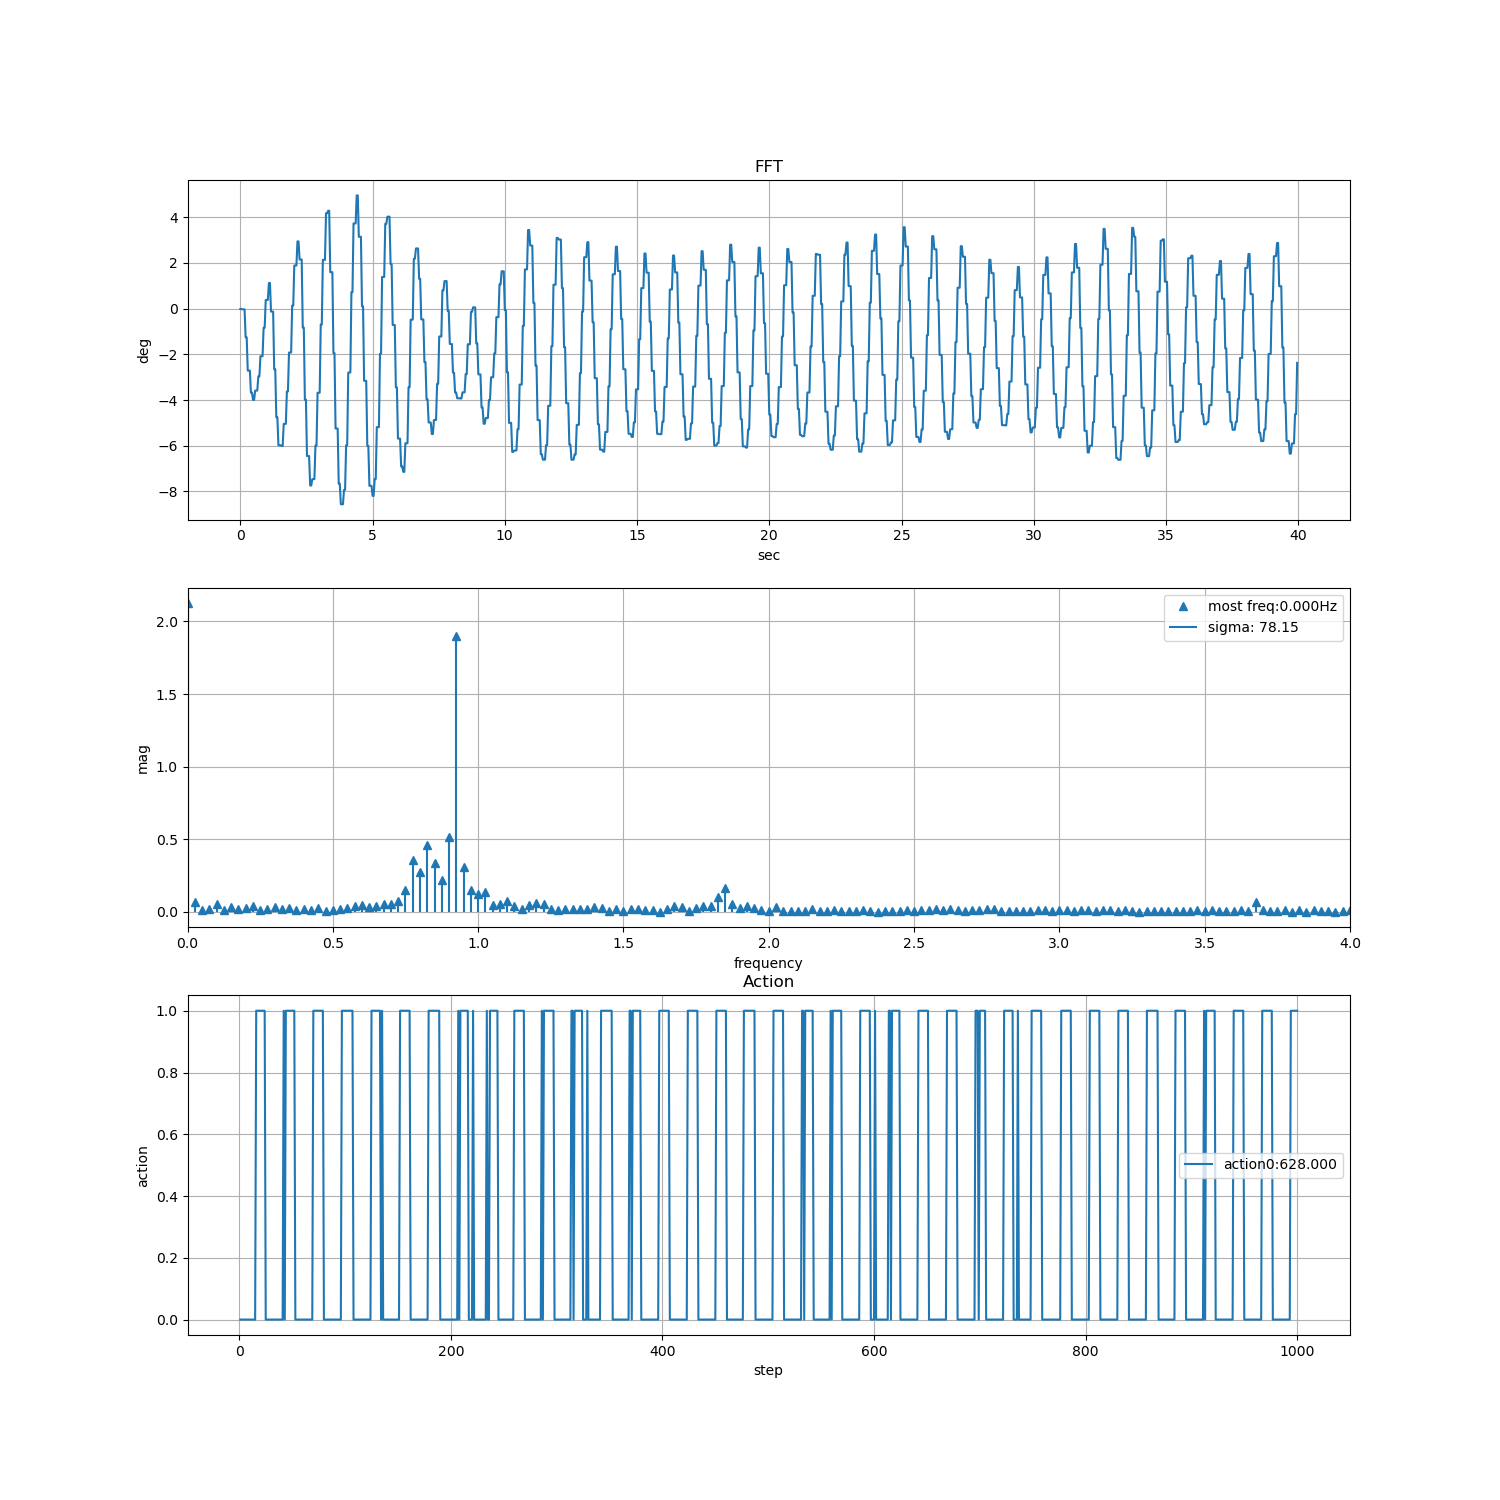 FFT
4
2
0
−2
−4
−6
−8
deg
0 5 10 15 20 25 30 35 40
sec
2.0
1.5
1.0
0.5
0.0
mag
most freq:0.000Hz
sigma: 78.15
0.0 0.5 1.0 1.5 2.0 2.5 3.0 3.5 4.0
frequency
Action
1.0
0.8
0.6
0.4
0.2
0.0
action
action0:628.000
0 200 400 600 800 1000
step